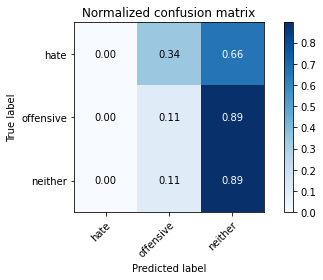 Normalized confusion matrix
hate 0.00 0.34 0.66
offensive 0.00 0.11 0.89
neither 0.00 0.11 0.89
hate offensive neither
True label
Predicted label
0.8
0.7
0.6
0.5
0.4
0.3
0.2
0.1
0.0